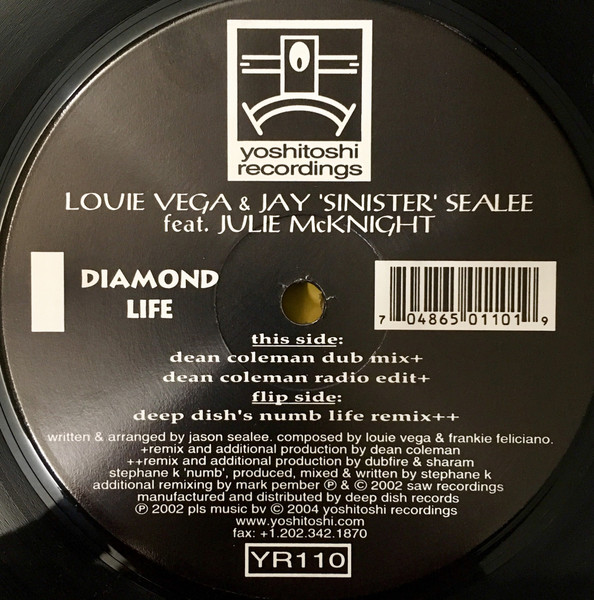 yoshitoshi
recordings
LOUIE VEGA & JAY 'SINISTER' SEALEE
feat. JULIE McKNIGHT
DIAMOND
LIFE
7 04865 01101 9
this side:
dean coleman dub mix+
dean coleman radio edit+
flip side:
deep dish's numb life remix++
written & arranged by jason sealee. composed by louie vega & frankie feliciano.
+remix and additional production by dean coleman
++remix and additional production by dubfire & sharam
stephane k 'numb', produced, mixed & written by stephane k
additional remixing by mark pember ℗ & © 2002 saw recordings
manufactured and distributed by deep dish records
℗ 2002 pls music bv © 2004 yoshitoshi recordings
www.yoshitoshi.com
fax: +1.202.342.1870
YR110